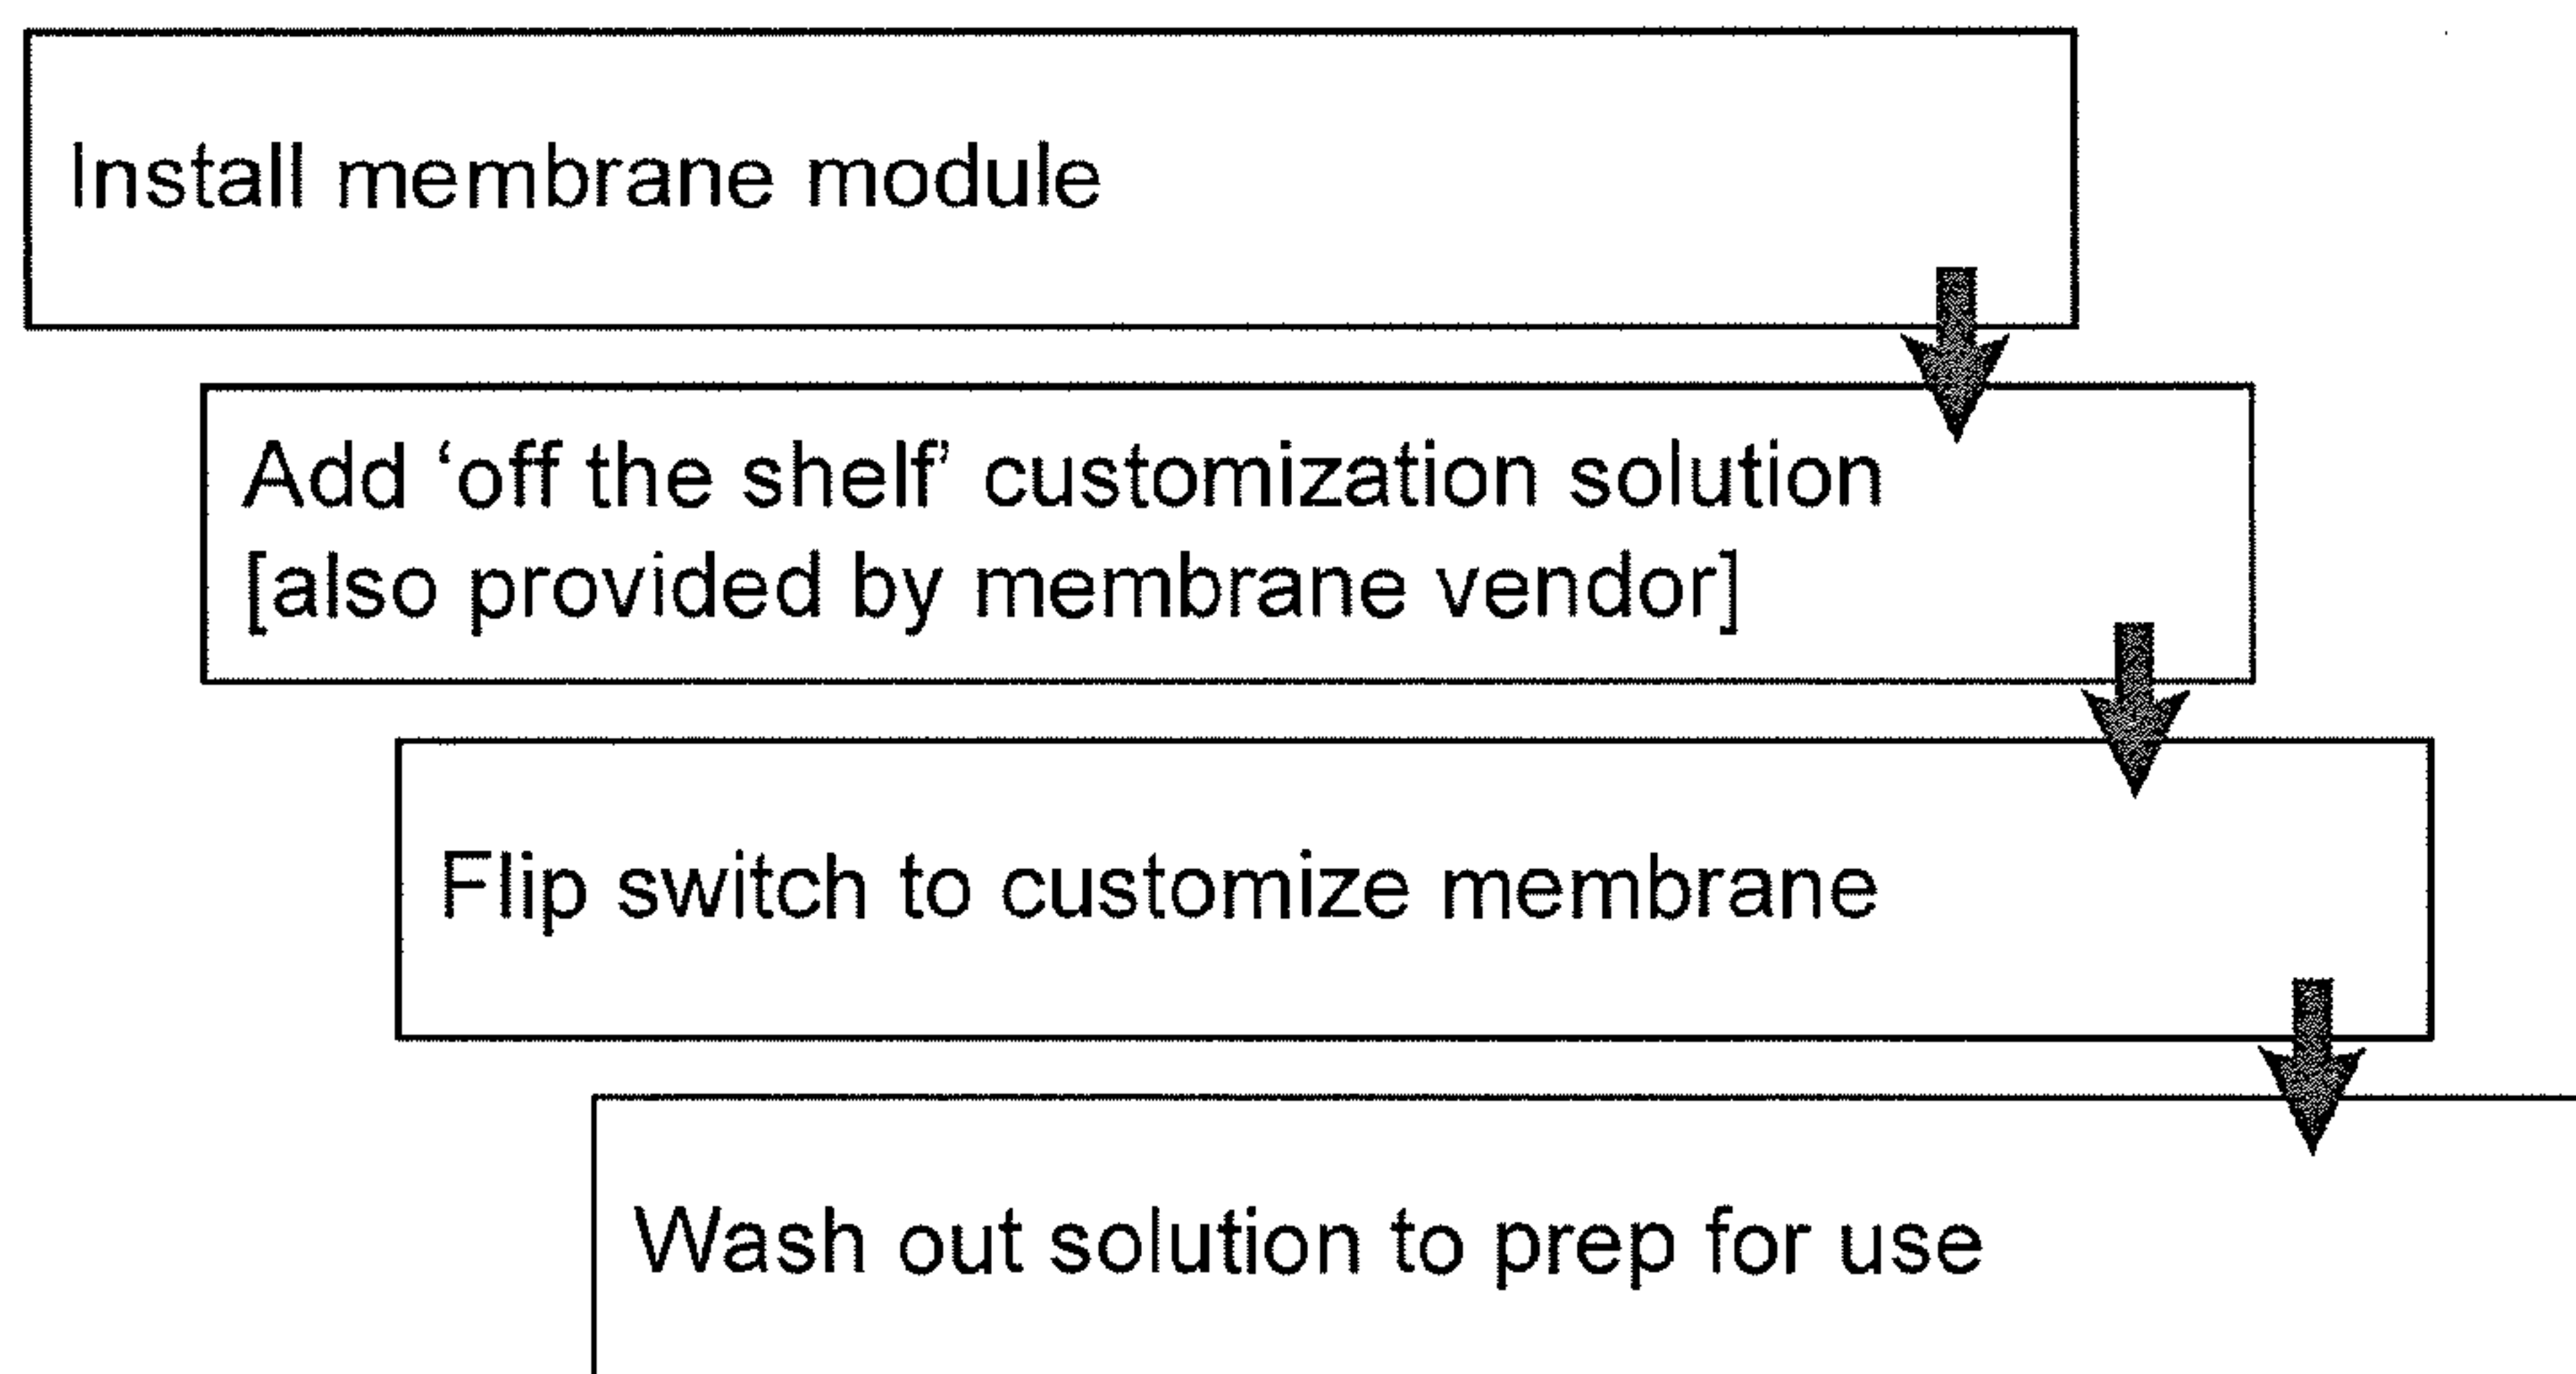 Install membrane module
Add ‘off the shelf’ customization solution
[also provided by membrane vendor]
Flip switch to customize membrane
Wash out solution to prep for use